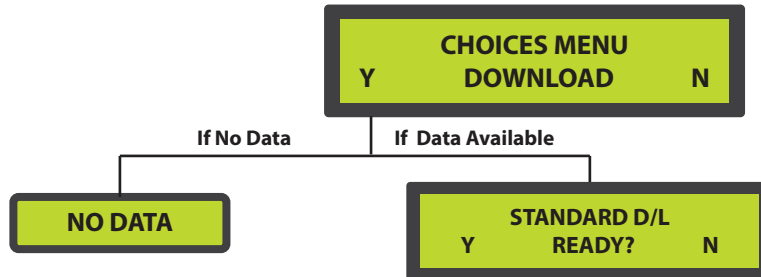 CHOICES MENU
Y DOWNLOAD N
If No Data
If Data Available
NO DATA
STANDARD D/L
Y READY? N